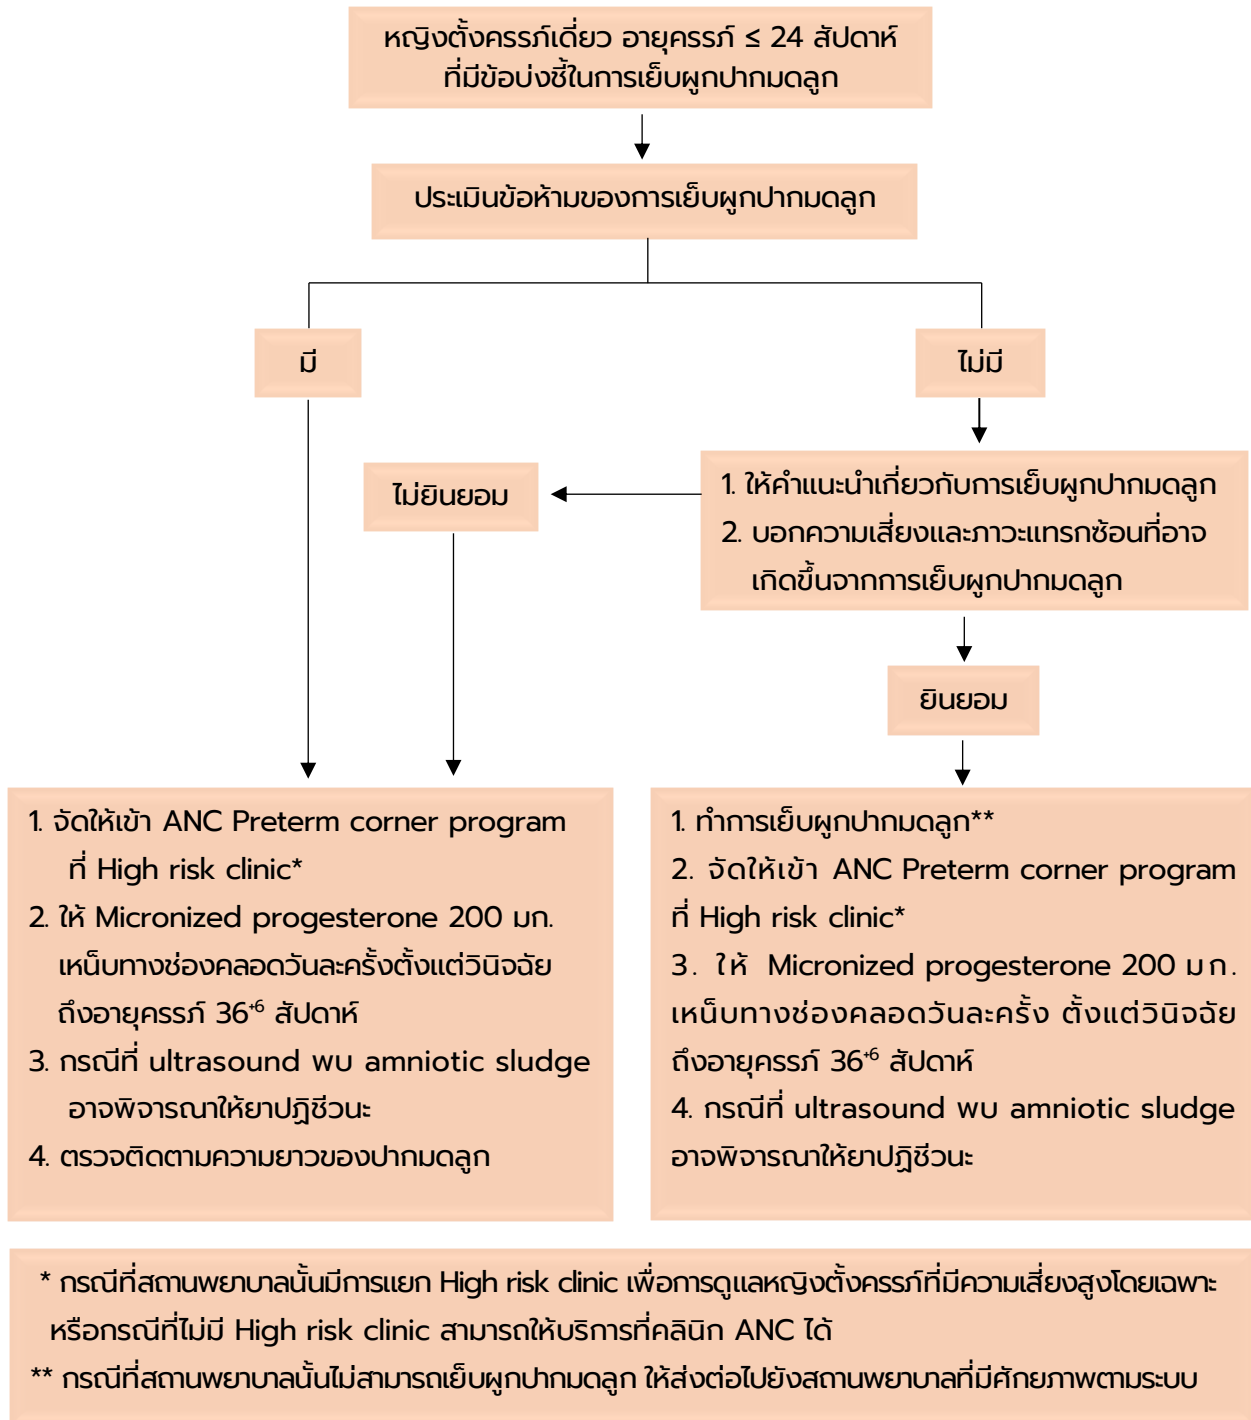 หญิงตั้งครรภ์เดี่ยว อายุครรภ์ ≤ 24 สัปดาห์
ที่มีข้อบ่งชี้ในการเย็บผูกปากมดลูก
ประเมินข้อห้ามของการเย็บผูกปากมดลูก
มี
ไม่มี
ไม่ยินยอม
1. ให้คำแนะนำเกี่ยวกับการเย็บผูกปากมดลูก
2. บอกความเสี่ยงและภาวะแทรกซ้อนที่อาจ
เกิดขึ้นจากการเย็บผูกปากมดลูก
ยินยอม
1. จัดให้เข้า ANC Preterm corner program
ที่ High risk clinic*
2. ให้ Micronized progesterone 200 มก.
เหน็บทางช่องคลอดวันละครั้งตั้งแต่วินิจฉัย
ถึงอายุครรภ์ 36⁺⁶ สัปดาห์
3. กรณีที่ ultrasound พบ amniotic sludge
อาจพิจารณาให้ยาปฏิชีวนะ
4. ตรวจติดตามความยาวของปากมดลูก
1. ทำการเย็บผูกปากมดลูก**
2. จัดให้เข้า ANC Preterm corner program
ที่ High risk clinic*
3. ให้ Micronized progesterone 200 มก.
เหน็บทางช่องคลอดวันละครั้ง ตั้งแต่วินิจฉัย
ถึงอายุครรภ์ 36⁺⁶ สัปดาห์
4. กรณีที่ ultrasound พบ amniotic sludge
อาจพิจารณาให้ยาปฏิชีวนะ
* กรณีที่สถานพยาบาลนั้นมีการแยก High risk clinic เพื่อการดูแลหญิงตั้งครรภ์ที่มีความเสี่ยงสูงโดยเฉพาะ
หรือกรณีที่ไม่มี High risk clinic สามารถให้บริการที่คลินิก ANC ได้
** กรณีที่สถานพยาบาลนั้นไม่สามารถเย็บผูกปากมดลูก ให้ส่งต่อไปยังสถานพยาบาลที่มีศักยภาพตามระบบ